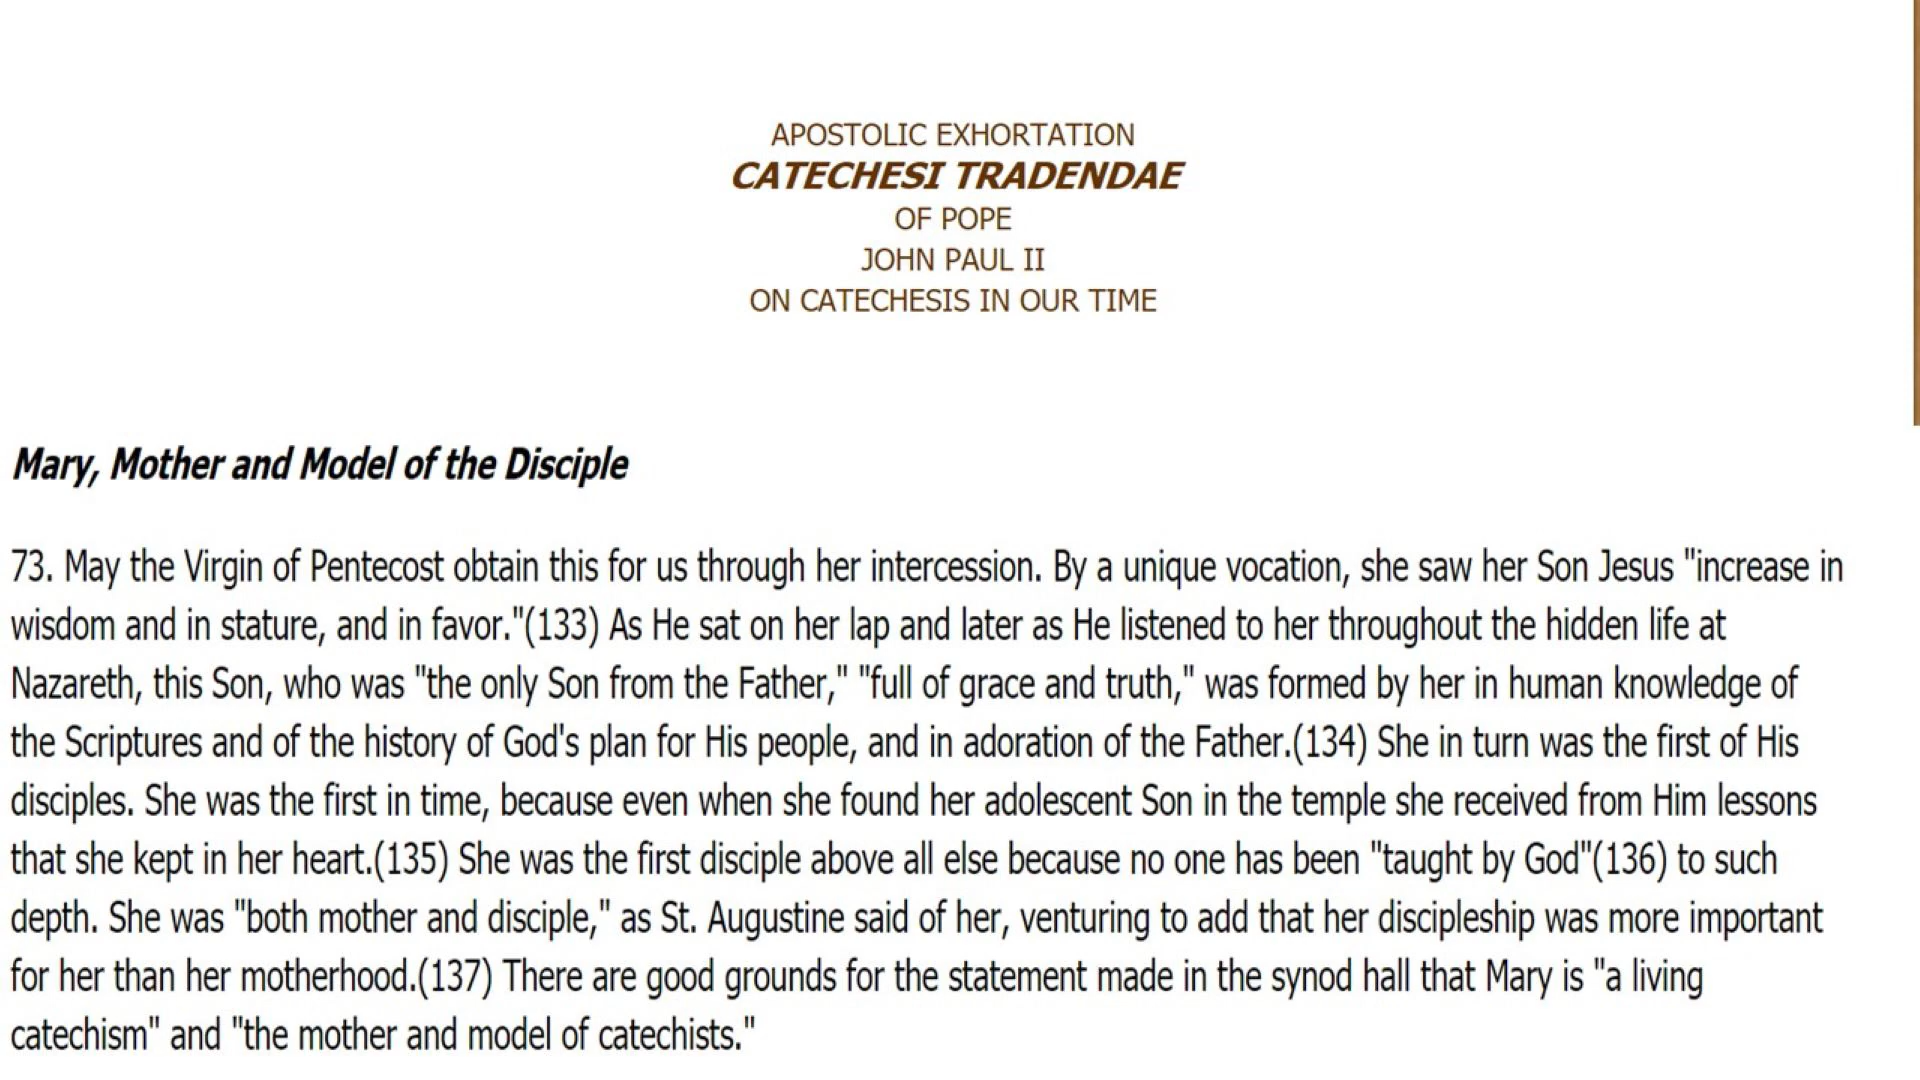 APOSTOLIC EXHORTATION
CATECHESI TRADENDAE
OF POPE
JOHN PAUL II
ON CATECHESIS IN OUR TIME
Mary, Mother and Model of the Disciple
73. May the Virgin of Pentecost obtain this for us through her intercession. By a unique vocation, she saw her Son Jesus "increase in
wisdom and in stature, and in favor."(133) As He sat on her lap and later as He listened to her throughout the hidden life at
Nazareth, this Son, who was "the only Son from the Father," "full of grace and truth," was formed by her in human knowledge of
the Scriptures and of the history of God's plan for His people, and in adoration of the Father.(134) She in turn was the first of His
disciples. She was the first in time, because even when she found her adolescent Son in the temple she received from Him lessons
that she kept in her heart.(135) She was the first disciple above all else because no one has been "taught by God"(136) to such
depth. She was "both mother and disciple," as St. Augustine said of her, venturing to add that her discipleship was more important
for her than her motherhood.(137) There are good grounds for the statement made in the synod hall that Mary is "a living
catechism" and "the mother and model of catechists."